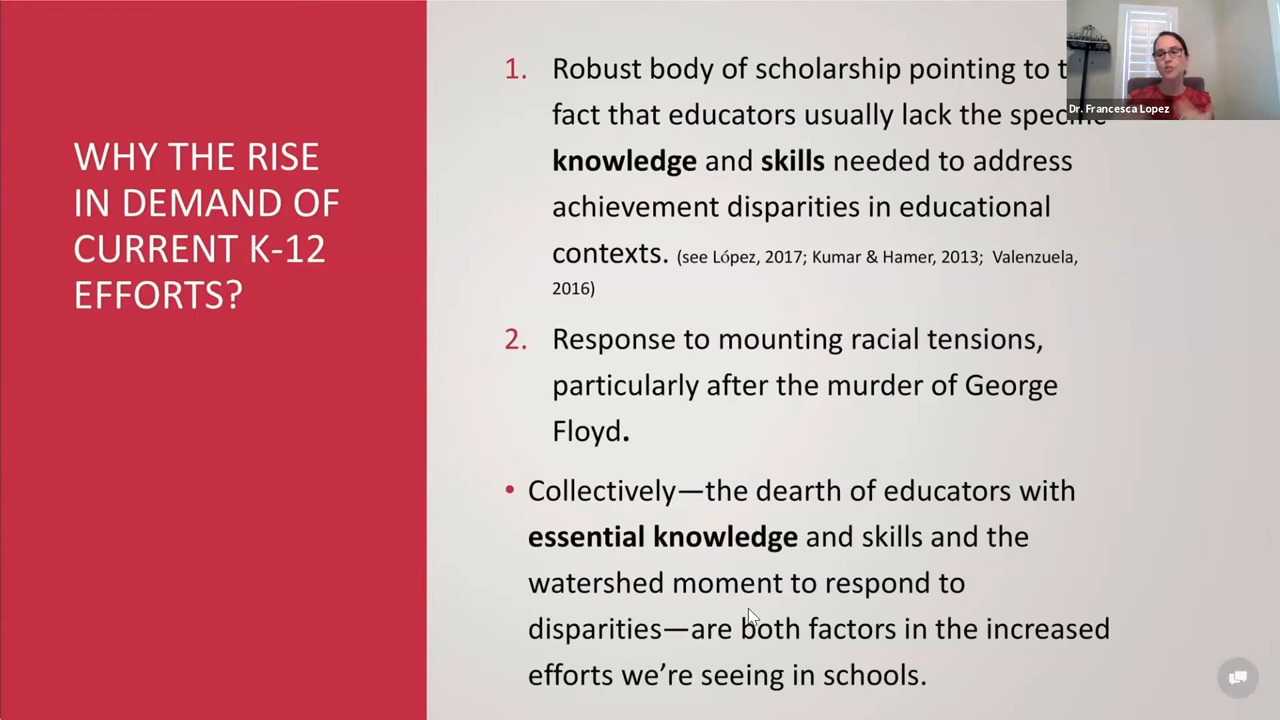 WHY THE RISE
IN DEMAND OF
CURRENT K-12
EFFORTS?
1. Robust body of scholarship pointing to
fact that educators usually lack the specific
knowledge and skills needed to address
achievement disparities in educational
contexts. (see López, 2017; Kumar & Hamer, 2013; Valenzuela,
2016)
2. Response to mounting racial tensions,
particularly after the murder of George
Floyd.
• Collectively—the dearth of educators with
essential knowledge and skills and the
watershed moment to respond to
disparities—are both factors in the increased
efforts we’re seeing in schools.
Dr. Francesca Lopez